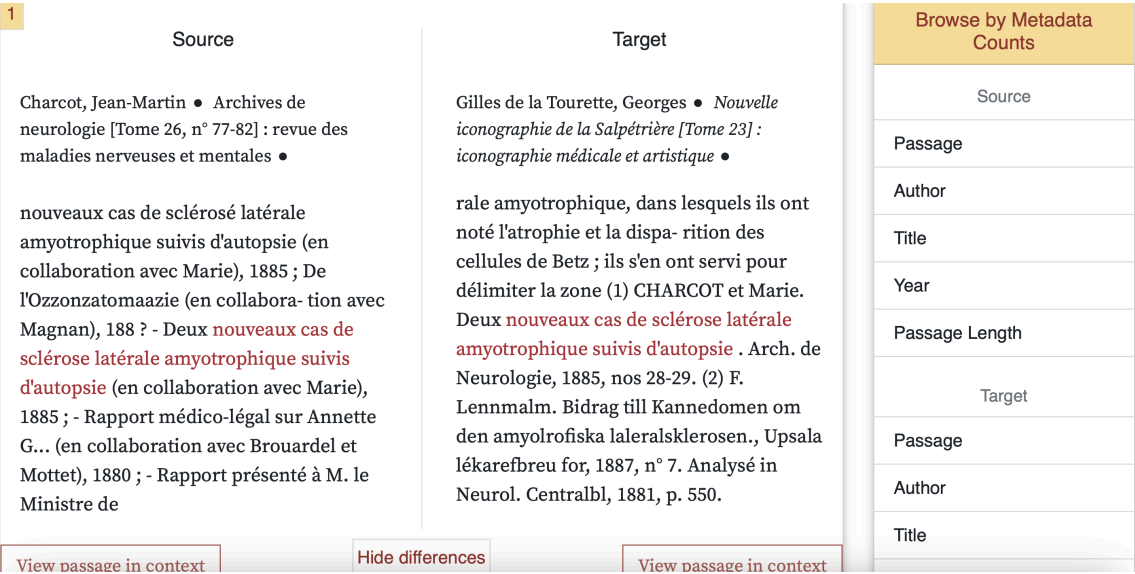 1
Source
Charcot, Jean-Martin ● Archives de
neurologie [Tome 26, n° 77-82] : revue des
maladies nerveuses et mentales ●
nouveaux cas de sclérosé latérale
amyotrophique suivis d'autopsie (en
collaboration avec Marie), 1885 ; De
l'Ozzonzatomaazie (en collabora- tion avec
Magnan), 188 ? - Deux nouveaux cas de
sclérose latérale amyotrophique suivis
d'autopsie (en collaboration avec Marie),
1885 ; - Rapport médico-légal sur Annette
G... (en collaboration avec Brouardel et
Mottet), 1880 ; - Rapport présenté à M. le
Ministre de
View passage in context
Hide differences
Target
Gilles de la Tourette, Georges ● Nouvelle
iconographie de la Salpétrière [Tome 23] :
iconographie médicale et artistique ●
rale amyotrophique, dans lesquels ils ont
noté l'atrophie et la dispa- rition des
cellules de Betz ; ils s'en ont servi pour
délimiter la zone (1) CHARCOT et Marie.
Deux nouveaux cas de sclérose latérale
amyotrophique suivis d'autopsie . Arch. de
Neurologie, 1885, nos 28-29. (2) F.
Lennmalm. Bidrag till Kannedomen om
den amyolrofiska laleralsklerosen., Upsala
lékarefbreu for, 1887, n° 7. Analysé in
Neurol. Centralbl, 1881, p. 550.
View passage in context
Browse by Metadata
Counts
Source
Passage
Author
Title
Year
Passage Length
Target
Passage
Author
Title